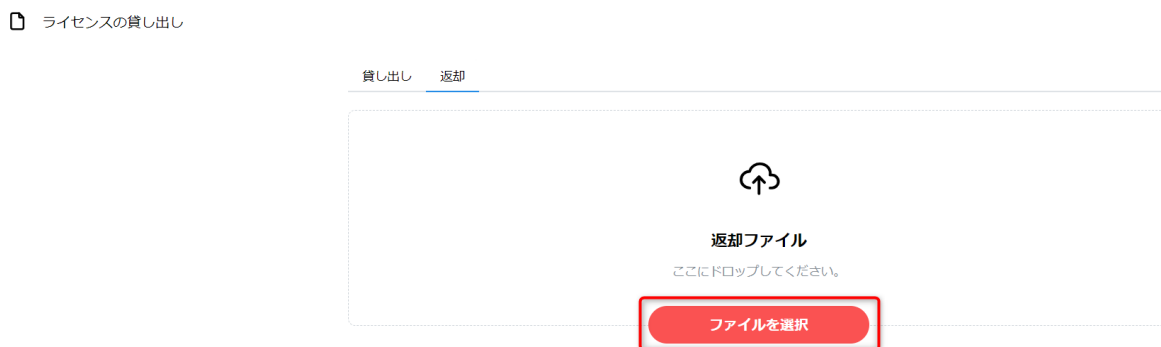 ライセンスの貸し出し
貸し出し 返却
返却ファイル
ここにドロップしてください。
ファイルを選択